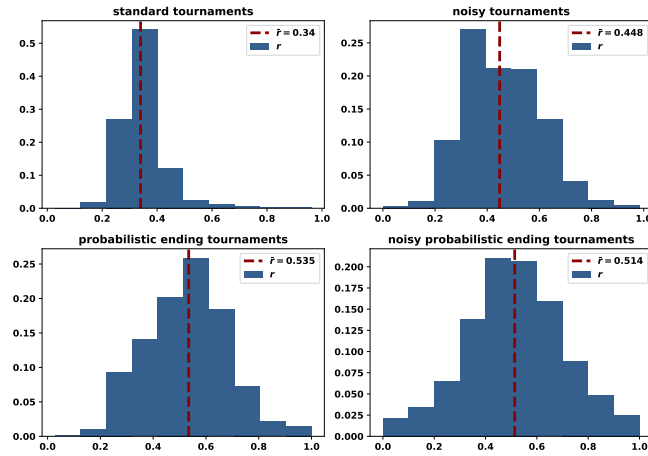 standard tournaments
r̄ = 0.34
r
0.5
0.4
0.3
0.2
0.1
0.0
0.0 0.2 0.4 0.6 0.8 1.0
noisy tournaments
r̄ = 0.448
r
0.25
0.20
0.15
0.10
0.05
0.00
0.0 0.2 0.4 0.6 0.8 1.0
probabilistic ending tournaments
r̄ = 0.535
r
0.25
0.20
0.15
0.10
0.05
0.00
0.0 0.2 0.4 0.6 0.8 1.0
noisy probabilistic ending tournaments
r̄ = 0.514
r
0.200
0.175
0.150
0.125
0.100
0.075
0.050
0.025
0.000
0.0 0.2 0.4 0.6 0.8 1.0